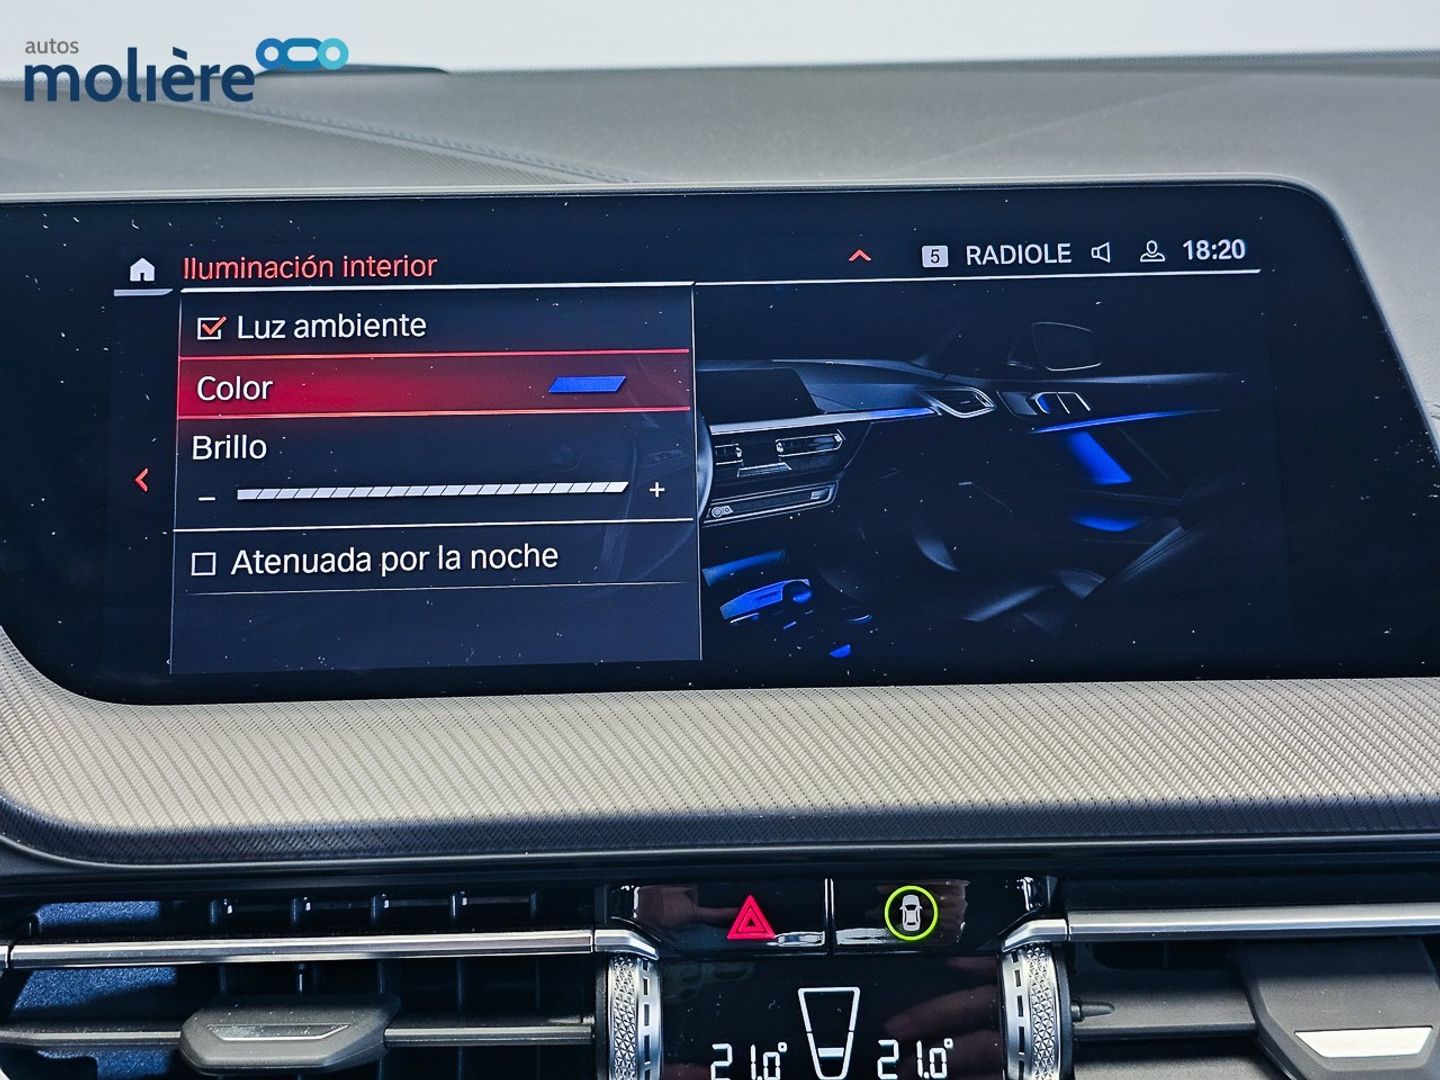 autos
molière
Iluminación interior
5 RADIOLE 18:20
Luz ambiente
Color
Brillo
- +
Atenuada por la noche
21.0° 21.0°